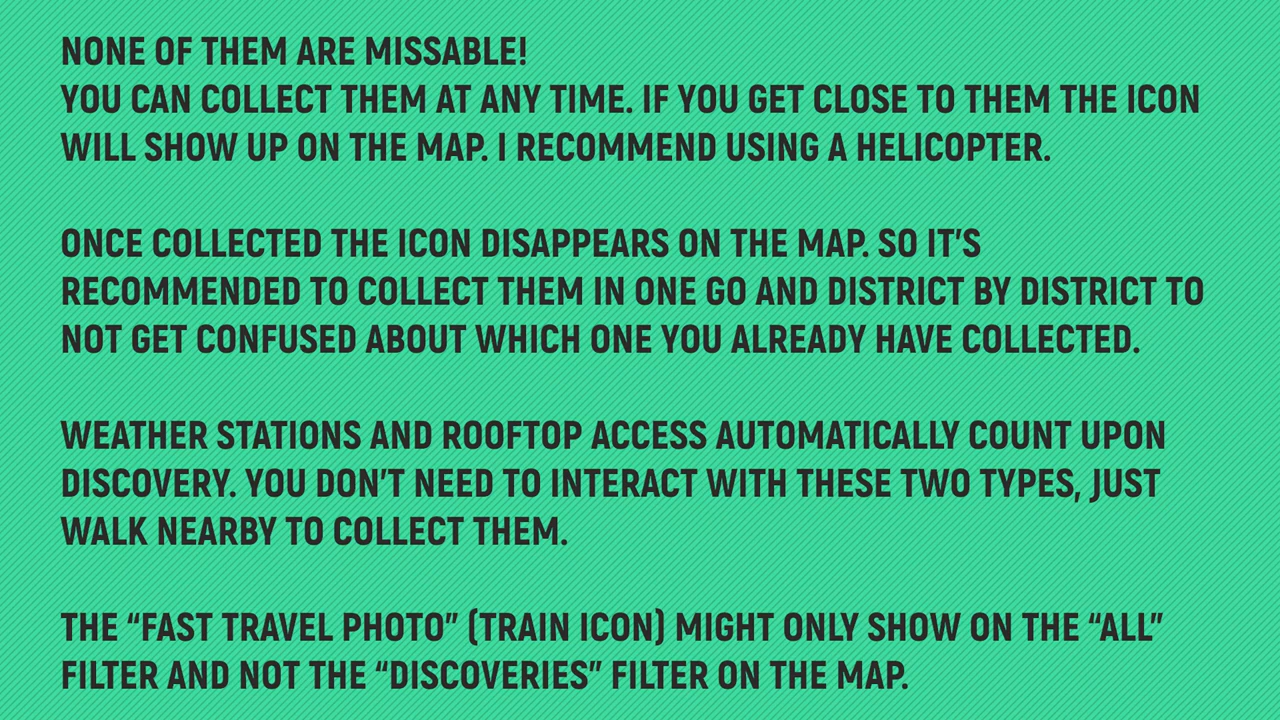 NONE OF THEM ARE MISSABLE!
YOU CAN COLLECT THEM AT ANY TIME. IF YOU GET CLOSE TO THEM THE ICON
WILL SHOW UP ON THE MAP. I RECOMMEND USING A HELICOPTER.
ONCE COLLECTED THE ICON DISAPPEARS ON THE MAP. SO IT'S
RECOMMENDED TO COLLECT THEM IN ONE GO AND DISTRICT BY DISTRICT TO
NOT GET CONFUSED ABOUT WHICH ONE YOU ALREADY HAVE COLLECTED.
WEATHER STATIONS AND ROOFTOP ACCESS AUTOMATICALLY COUNT UPON
DISCOVERY. YOU DON'T NEED TO INTERACT WITH THESE TWO TYPES, JUST
WALK NEARBY TO COLLECT THEM.
THE “FAST TRAVEL PHOTO” (TRAIN ICON) MIGHT ONLY SHOW ON THE “ALL”
FILTER AND NOT THE “DISCOVERIES” FILTER ON THE MAP.